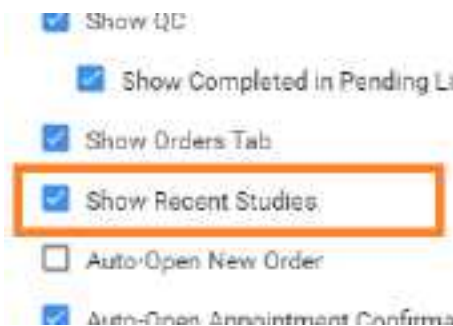 Show QC
Show Completed in Pending
Show Orders Tab
Show Recent Studies
Auto-Open New Order
Auto-Open Appointment